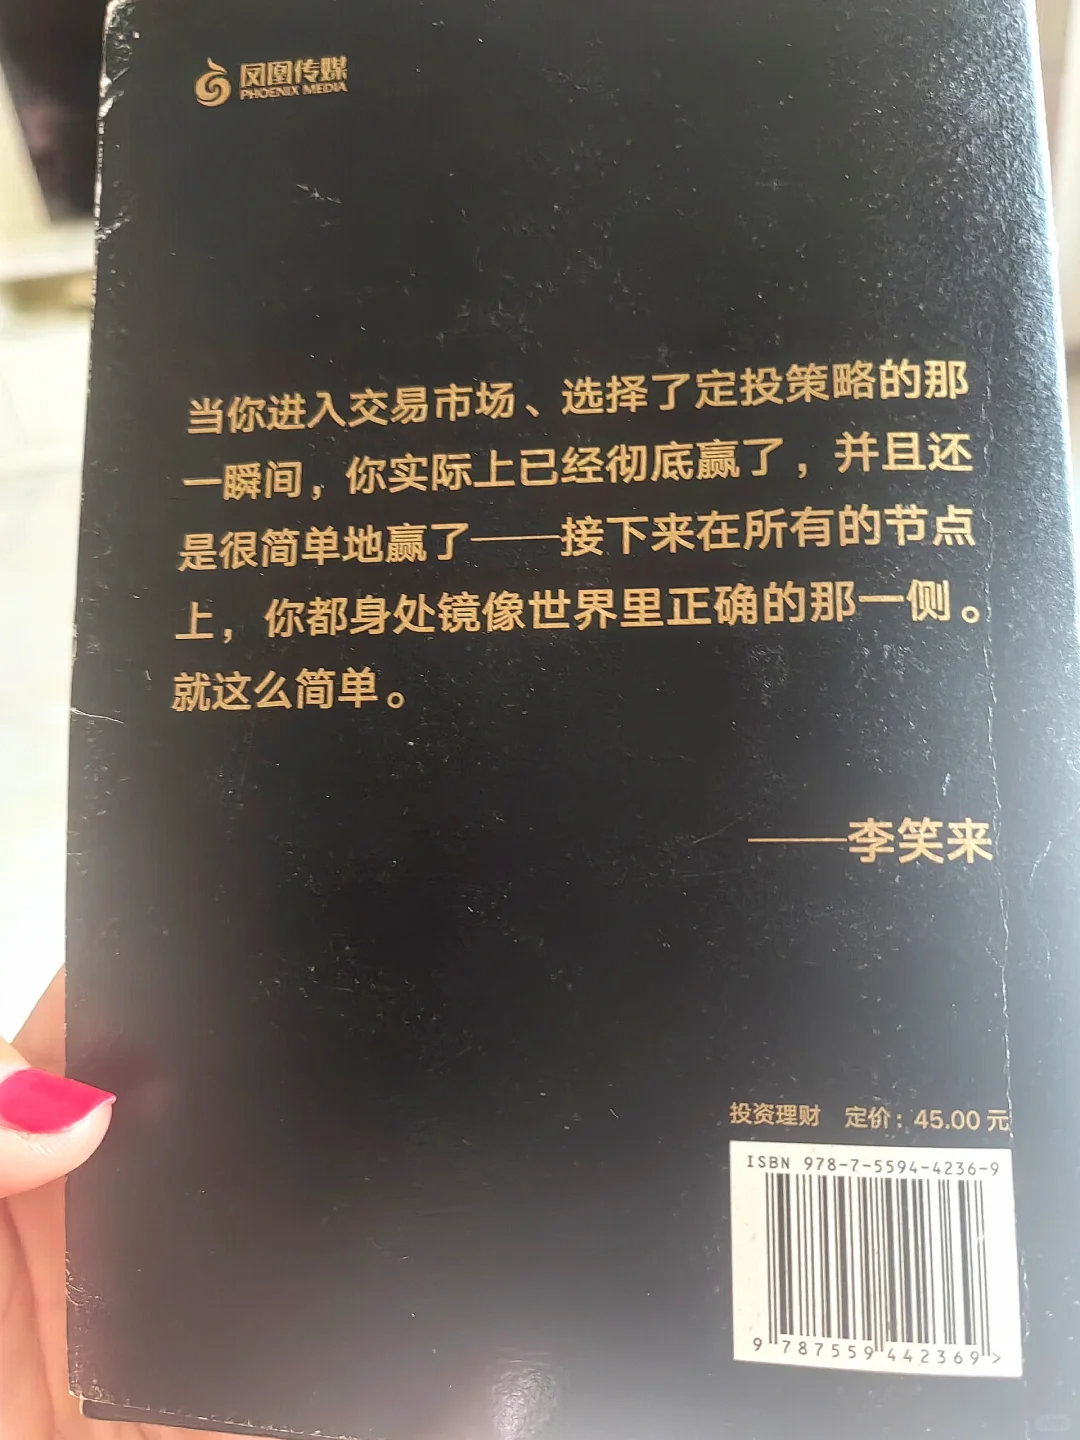 凤凰传媒
PHOENIX MEDIA
当你进入交易市场、选择了定投策略的那
一瞬间，你实际上已经彻底赢了，并且还
是很简单地赢了——接下来在所有的节点
上，你都身处镜像世界里正确的那一侧。
就这么简单。
——李笑来
投资理财 定价：45.00 元
ISBN 978-7-5594-4236-9
9 787559 442369 >